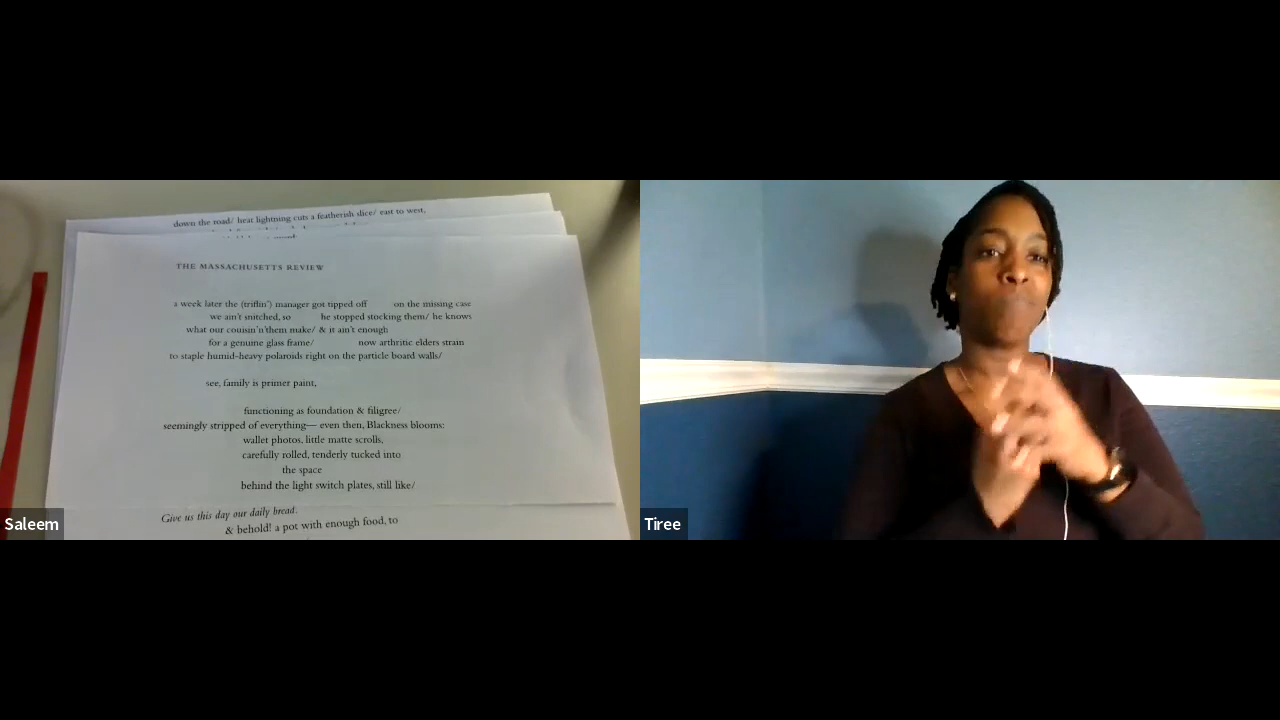 down the road/ heat lightning cuts a featherish slice/ east to west,
THE MASSACHUSETTS REVIEW
a week later the (triflin') manager got tipped off on the missing case
we ain't snitched, so he stopped stocking them/ he knows
what our couisin'n'them make/ & it ain't enough
for a genuine glass frame/ now arthritic elders strain
to staple humid-heavy polaroids right on the particle board walls/
see, family is primer paint,
functioning as foundation & filigree/
seemingly stripped of everything— even then, Blackness blooms:
wallet photos, little matte scrolls,
carefully rolled, tenderly tucked into
the space
behind the light switch plates, still like/
Give us this day our daily bread.
& behold! a pot with enough food, to
Saleem
Tiree